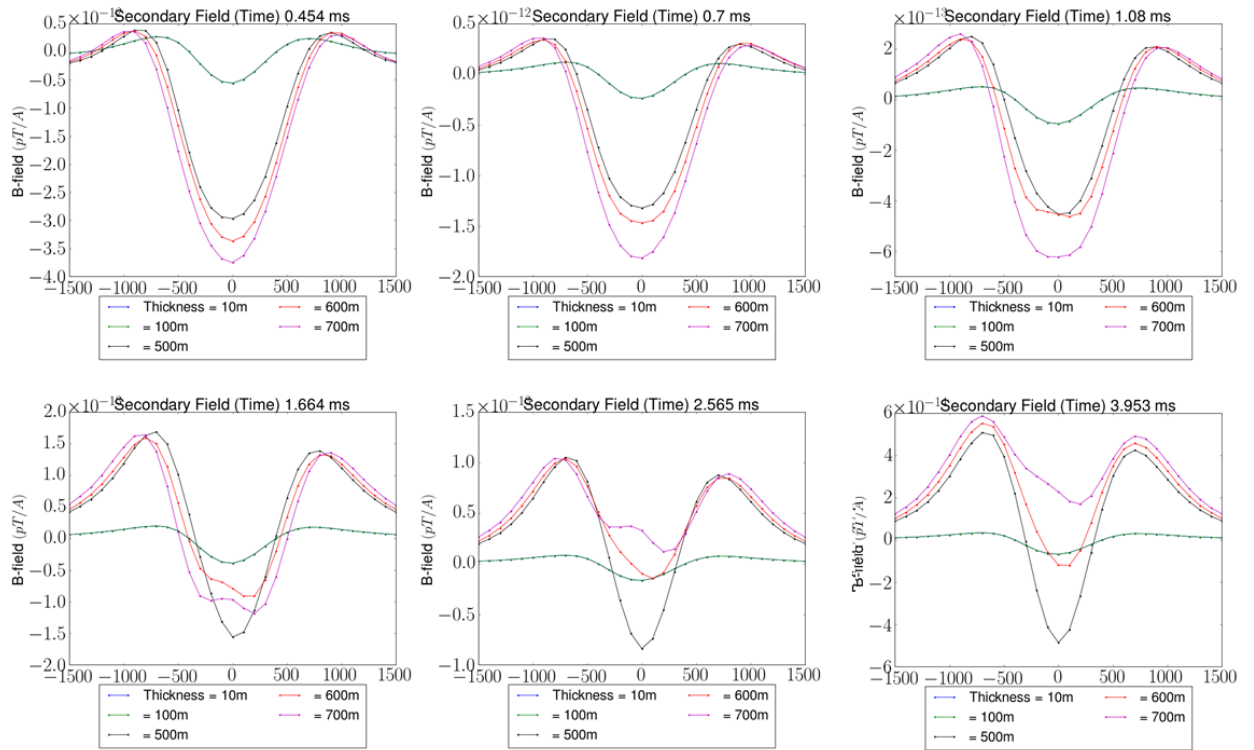 ×10⁻¹² Secondary Field (Time) 0.454 ms
B-field (pT/A)
0.5
0.0
−0.5
−1.0
−1.5
−2.0
−2.5
−3.0
−3.5
−4.0
−1500 −1000 −500 0 500 1000 1500
Thickness = 10m = 600m
= 100m = 700m
= 500m
×10⁻¹² Secondary Field (Time) 0.7 ms
B-field (pT/A)
0.5
0.0
−0.5
−1.0
−1.5
−2.0
−1500 −1000 −500 0 500 1000 1500
Thickness = 10m = 600m
= 100m = 700m
= 500m
Secondary Field (Time) 1.08 ms
B-field (pT/A)
2
0
−2
−4
−6
−1500 −1000 −500 0 500 1000 1500
Thickness = 10m = 600m
= 100m = 700m
= 500m
Secondary Field (Time) 1.664 ms
B-field (pT/A)
2.0
1.5
1.0
0.5
0.0
−0.5
−1.0
−1.5
−2.0
−1500 −1000 −500 0 500 1000 1500
Thickness = 10m = 600m
= 100m = 700m
= 500m
Secondary Field (Time) 2.565 ms
B-field (pT/A)
1.5
1.0
0.5
0.0
−0.5
−1.0
−1500 −1000 −500 0 500 1000 1500
Thickness = 10m = 600m
= 100m = 700m
= 500m
Secondary Field (Time) 3.953 ms
B-field (pT/A)
6
4
2
0
−2
−4
−6
−1500 −1000 −500 0 500 1000 1500
Thickness = 10m = 600m
= 100m = 700m
= 500m